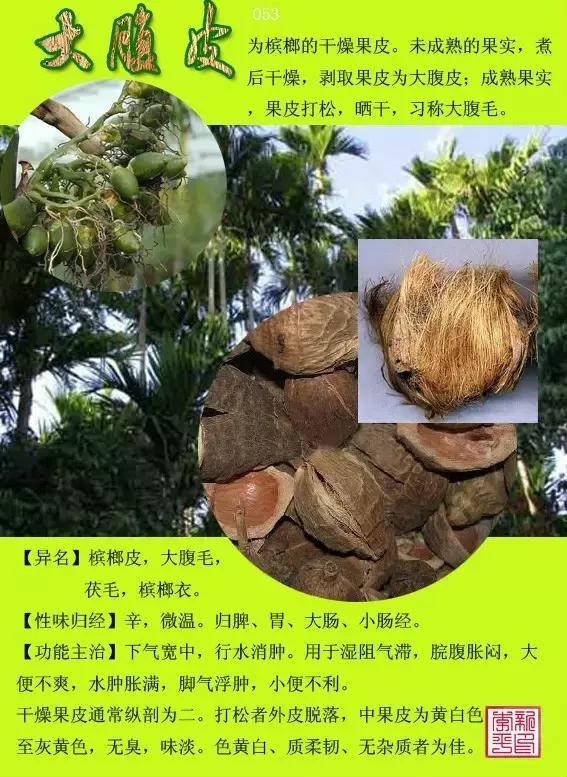 大腹皮
053
为槟榔的干燥果皮。未成熟的果实，煮
后干燥，剥取果皮为大腹皮；成熟果实
，果皮打松，晒干，习称大腹毛。
【异名】槟榔皮，大腹毛，
茯毛，槟榔衣。
【性味归经】辛，微温。归脾、胃、大肠、小肠经。
【功能主治】下气宽中，行水消肿。用于湿阻气滞，脘腹胀闷，大
便不爽，水肿胀满，脚气浮肿，小便不利。
干燥果皮通常纵剖为二。打松者外皮脱落，中果皮为黄白色
至灰黄色，无臭，味淡。色黄白、质柔韧、无杂质者为佳。